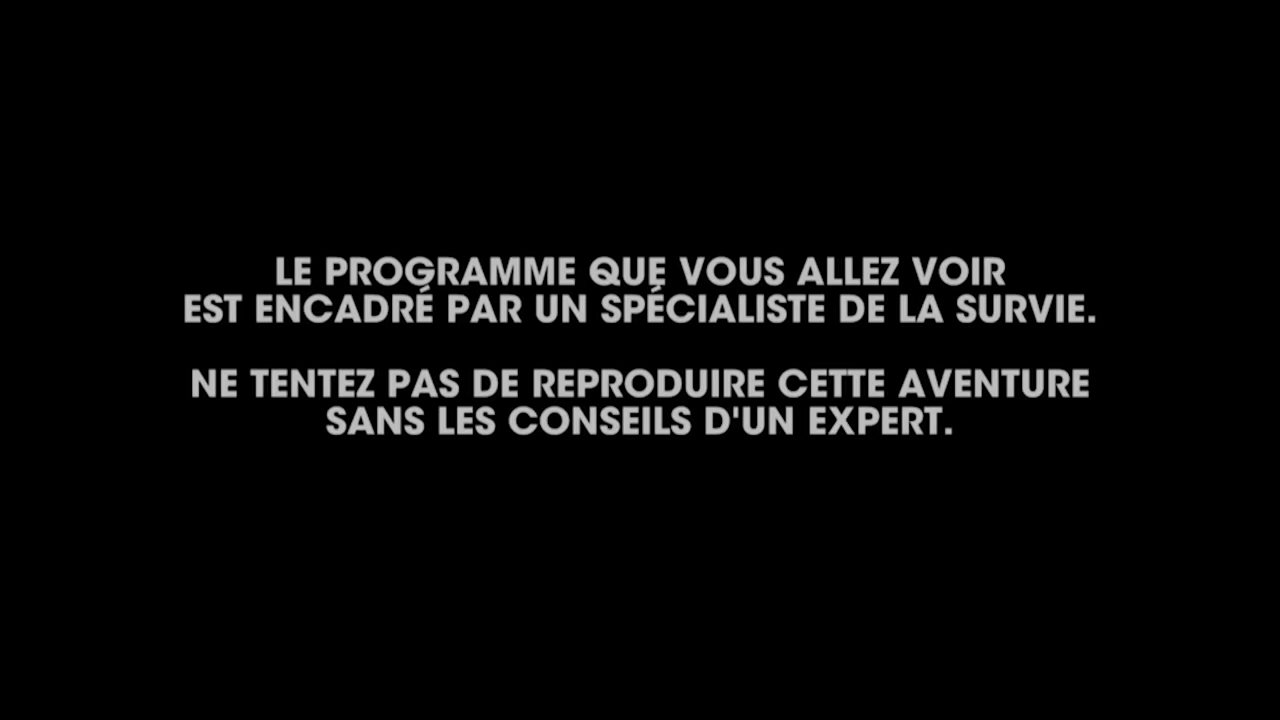 LE PROGRAMME QUE VOUS ALLEZ VOIR
EST ENCADRÉ PAR UN SPÉCIALISTE DE LA SURVIE.
NE TENTEZ PAS DE REPRODUIRE CETTE AVENTURE
SANS LES CONSEILS D'UN EXPERT.